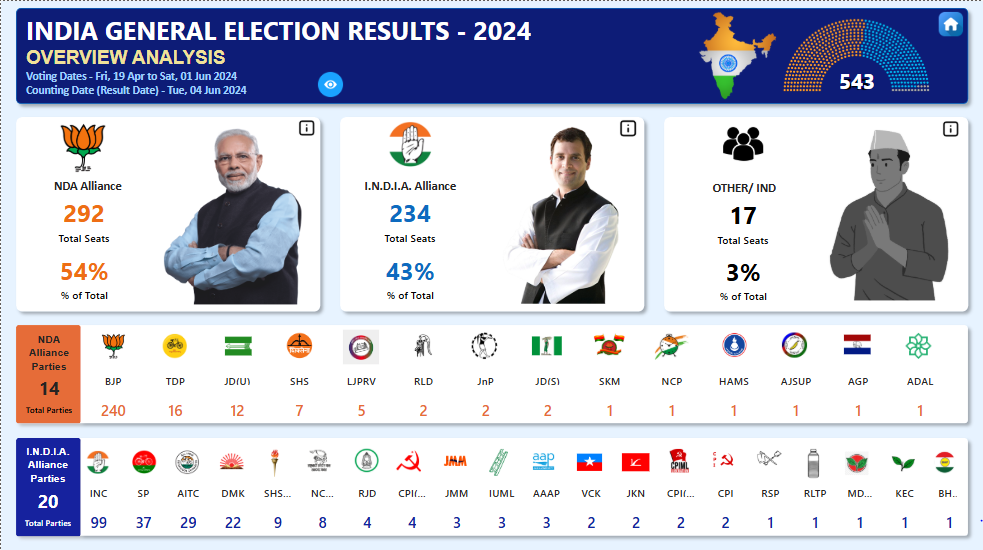 INDIA GENERAL ELECTION RESULTS - 2024
OVERVIEW ANALYSIS
Voting Dates - Fri, 19 Apr to Sat, 01 Jun 2024
Counting Date (Result Date) - Tue, 04 Jun 2024
543
NDA Alliance
292
Total Seats
54%
% of Total
I.N.D.I.A. Alliance
234
Total Seats
43%
% of Total
OTHER/ IND
17
Total Seats
3%
% of Total
NDA
Alliance
Parties
14
Total Parties
BJP TDP JD(U) SHS LJPRV RLD JnP JD(S) SKM NCP HAMS AJSUP AGP ADAL
240 16 12 7 5 2 2 2 1 1 1 1 1 1
I.N.D.I.A.
Alliance
Parties
20
Total Parties
aap
JMM
CPIML
INC SP AITC DMK SHS... NC... RJD CPI(... JMM IUML AAAP VCK JKN CPI(... CPI RSP RLTP MD... KEC BH..
99 37 29 22 9 8 4 4 3 3 3 2 2 2 2 1 1 1 1 1